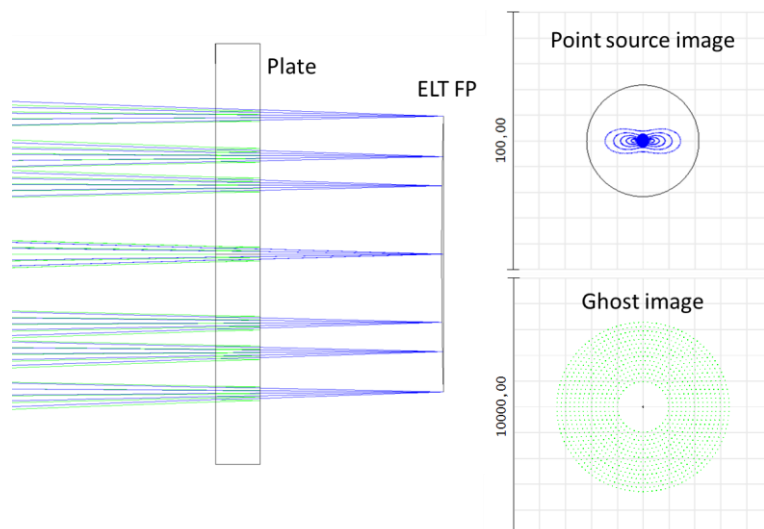 Plate
ELT FP
Point source image
100,00
Ghost image
10000,00